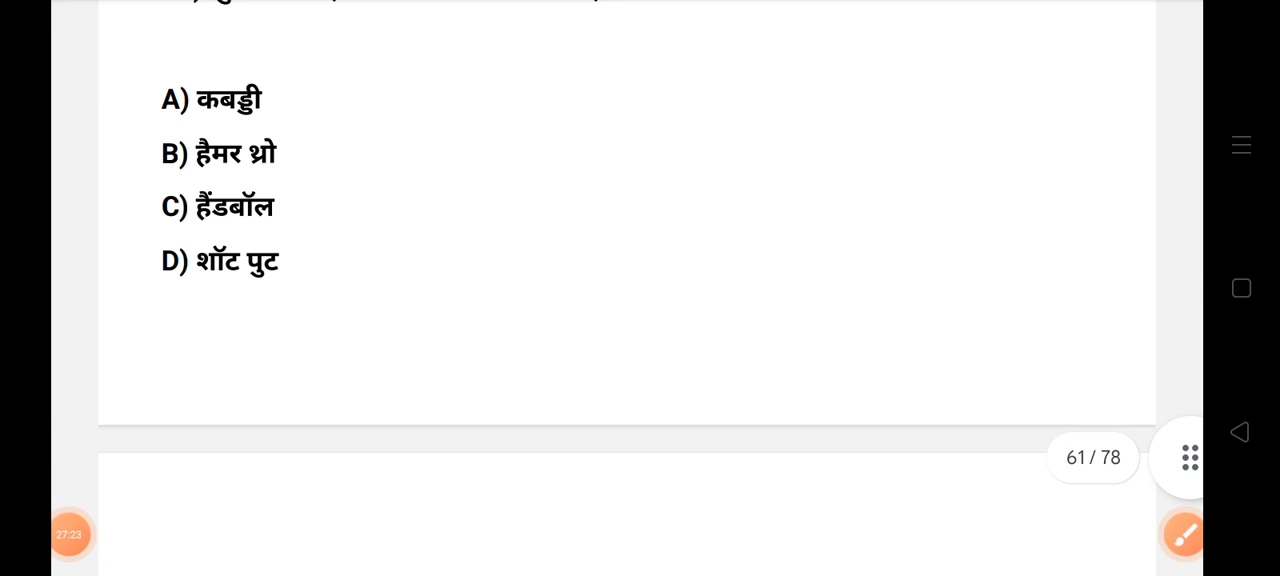 A) कबड्डी
B) हैमर थ्रो
C) हैंडबॉल
D) शॉट पुट
61 / 78
27:23